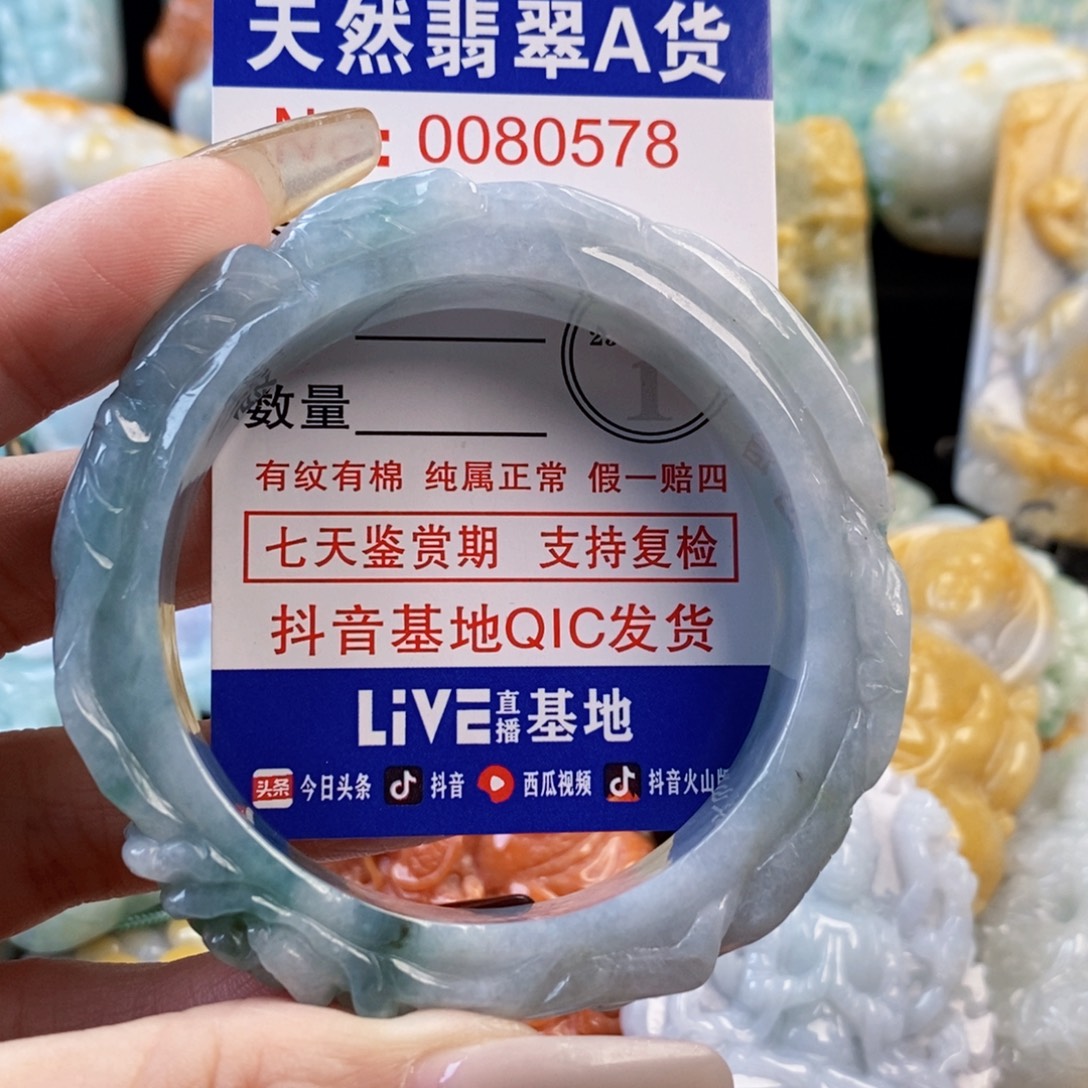 天然翡翠A货
No: 0080578
数量
1
有纹有棉 纯属正常 假一赔四
七天鉴赏期 支持复检
抖音基地QIC发货
LiVE直播基地
头条 今日头条 抖音 西瓜视频 抖音火山版